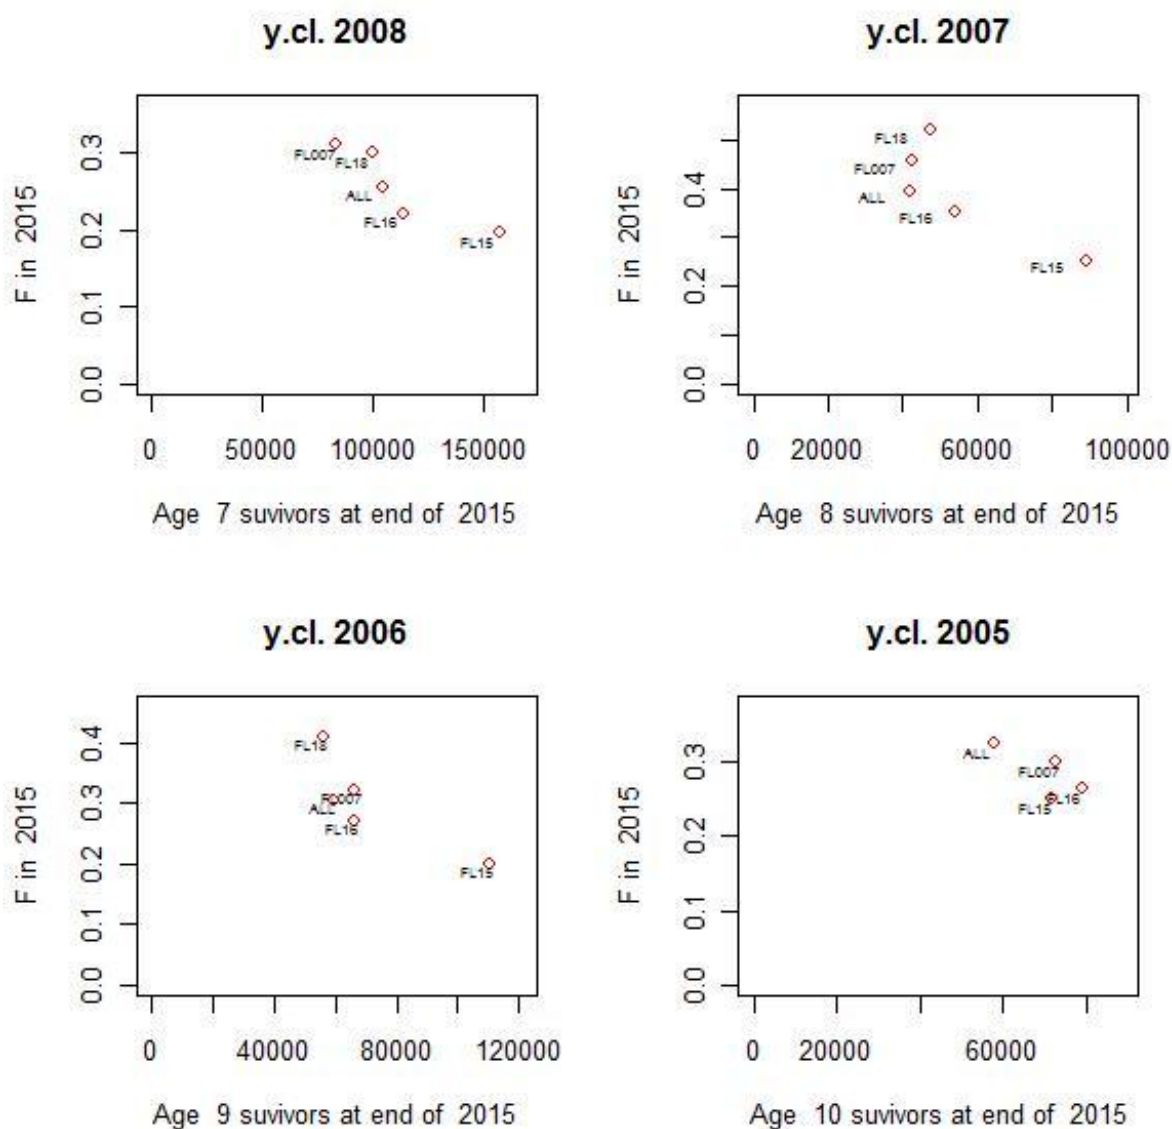 y.cl. 2008
0.3
0.2
0.1
0.0
F in 2015
FL007
FL18
ALL
FL16
FL15
0 50000 100000 150000
Age 7 suvivors at end of 2015
y.cl. 2007
0.4
0.2
0.0
F in 2015
FL18
FL007
ALL
FL16
FL15
0 20000 60000 100000
Age 8 suvivors at end of 2015
y.cl. 2006
0.4
0.3
0.2
0.1
0.0
F in 2015
FL18
FL007
ALL
FL16
FL15
0 40000 80000 120000
Age 9 suvivors at end of 2015
y.cl. 2005
0.3
0.2
0.1
0.0
F in 2015
ALL
FL007
FL16
FL15
0 20000 60000
Age 10 suvivors at end of 2015